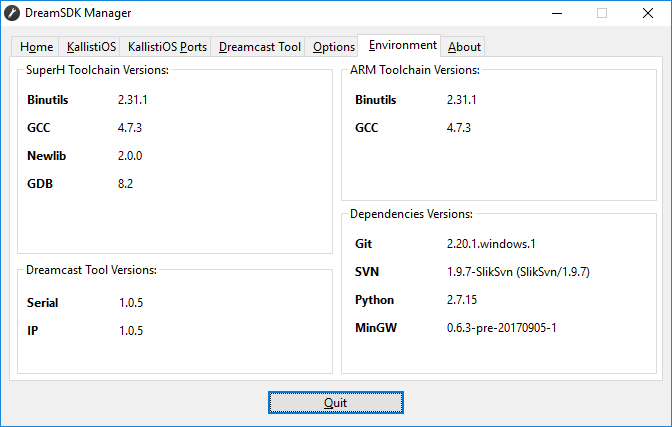 DreamSDK Manager
Home KallistiOS KallistiOS Ports Dreamcast Tool Options Environment About
SuperH Toolchain Versions:
Binutils 2.31.1
GCC 4.7.3
Newlib 2.0.0
GDB 8.2
Dreamcast Tool Versions:
Serial 1.0.5
IP 1.0.5
ARM Toolchain Versions:
Binutils 2.31.1
GCC 4.7.3
Dependencies Versions:
Git 2.20.1.windows.1
SVN 1.9.7-SlikSvn (SlikSvn/1.9.7)
Python 2.7.15
MinGW 0.6.3-pre-20170905-1
Quit